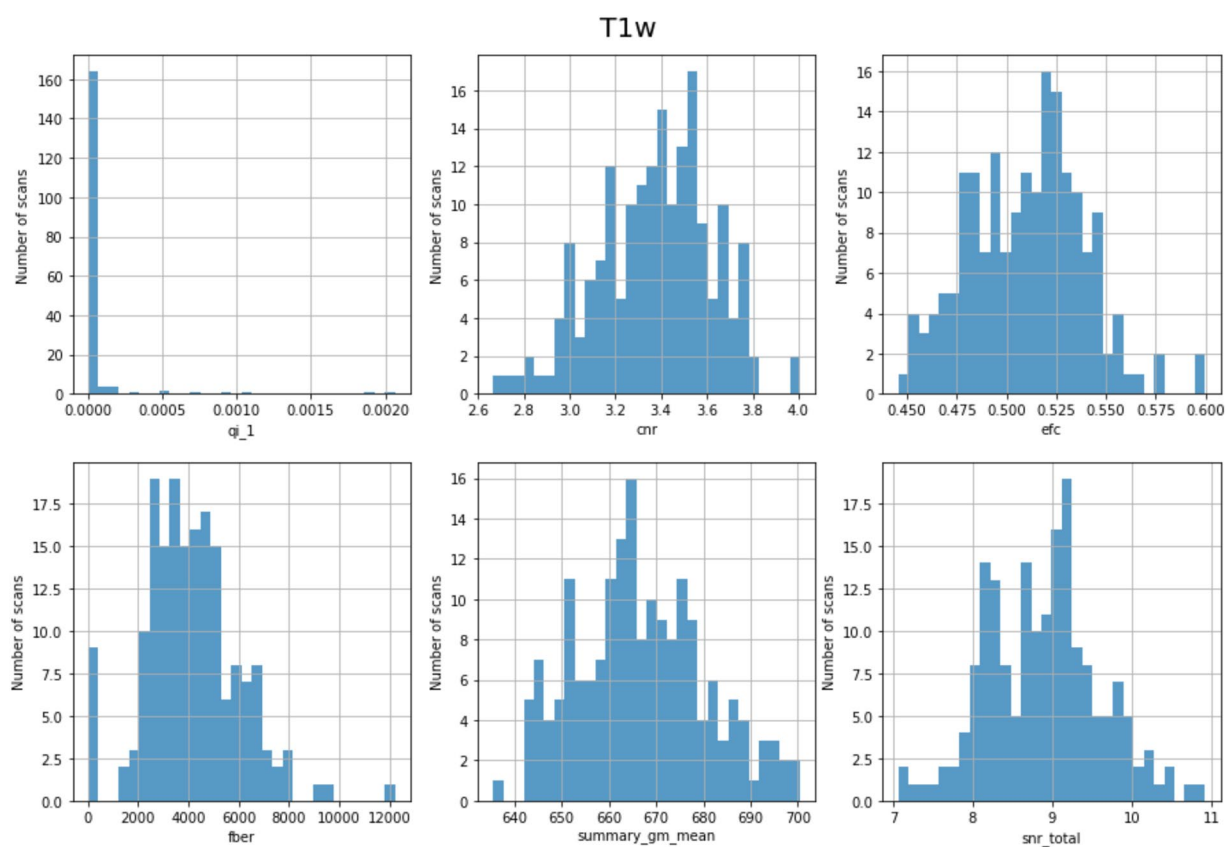 T1w
Number of scans
160
140
120
100
80
60
40
20
0
0.0000 0.0005 0.0010 0.0015 0.0020
qi_1
Number of scans
16
14
12
10
8
6
4
2
0
2.6 2.8 3.0 3.2 3.4 3.6 3.8 4.0
cnr
Number of scans
16
14
12
10
8
6
4
2
0
0.450 0.475 0.500 0.525 0.550 0.575 0.600
efc
Number of scans
17.5
15.0
12.5
10.0
7.5
5.0
2.5
0.0
0 2000 4000 6000 8000 10000 12000
fber
Number of scans
16
14
12
10
8
6
4
2
0
640 650 660 670 680 690 700
summary_gm_mean
Number of scans
17.5
15.0
12.5
10.0
7.5
5.0
2.5
0.0
7 8 9 10 11
snr_total